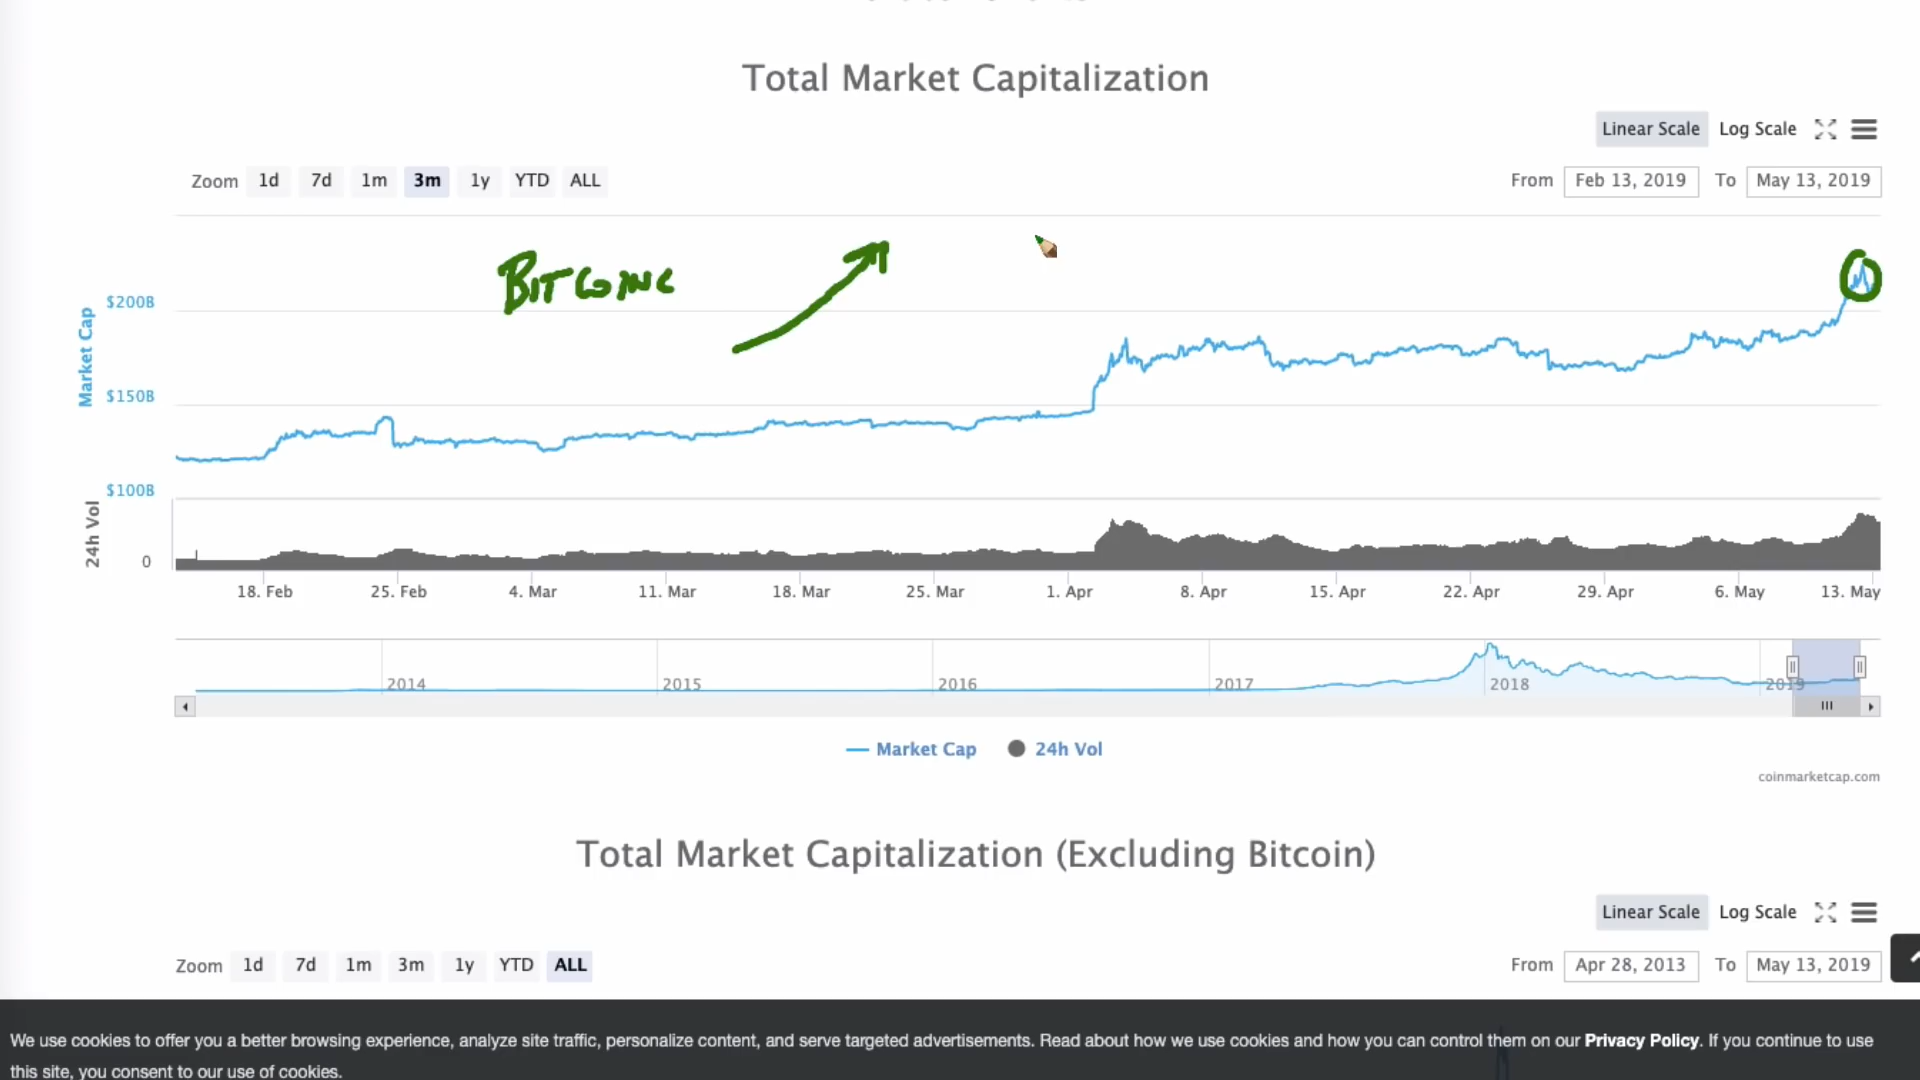 Total Market Capitalization
Linear Scale Log Scale
Zoom 1d 7d 1m 3m 1y YTD ALL From Feb 13, 2019 To May 13, 2019
BITCOINC
$200B
Market Cap
$150B
$100B
24h Vol
0
18. Feb 25. Feb 4. Mar 11. Mar 18. Mar 25. Mar 1. Apr 8. Apr 15. Apr 22. Apr 29. Apr 6. May 13. May
2014 2015 2016 2017 2018 2019
Market Cap 24h Vol
coinmarketcap.com
Total Market Capitalization (Excluding Bitcoin)
Linear Scale Log Scale
Zoom 1d 7d 1m 3m 1y YTD ALL From Apr 28, 2013 To May 13, 2019
We use cookies to offer you a better browsing experience, analyze site traffic, personalize content, and serve targeted advertisements. Read about how we use cookies and how you can control them on our Privacy Policy. If you continue to use
this site, you consent to our use of cookies.